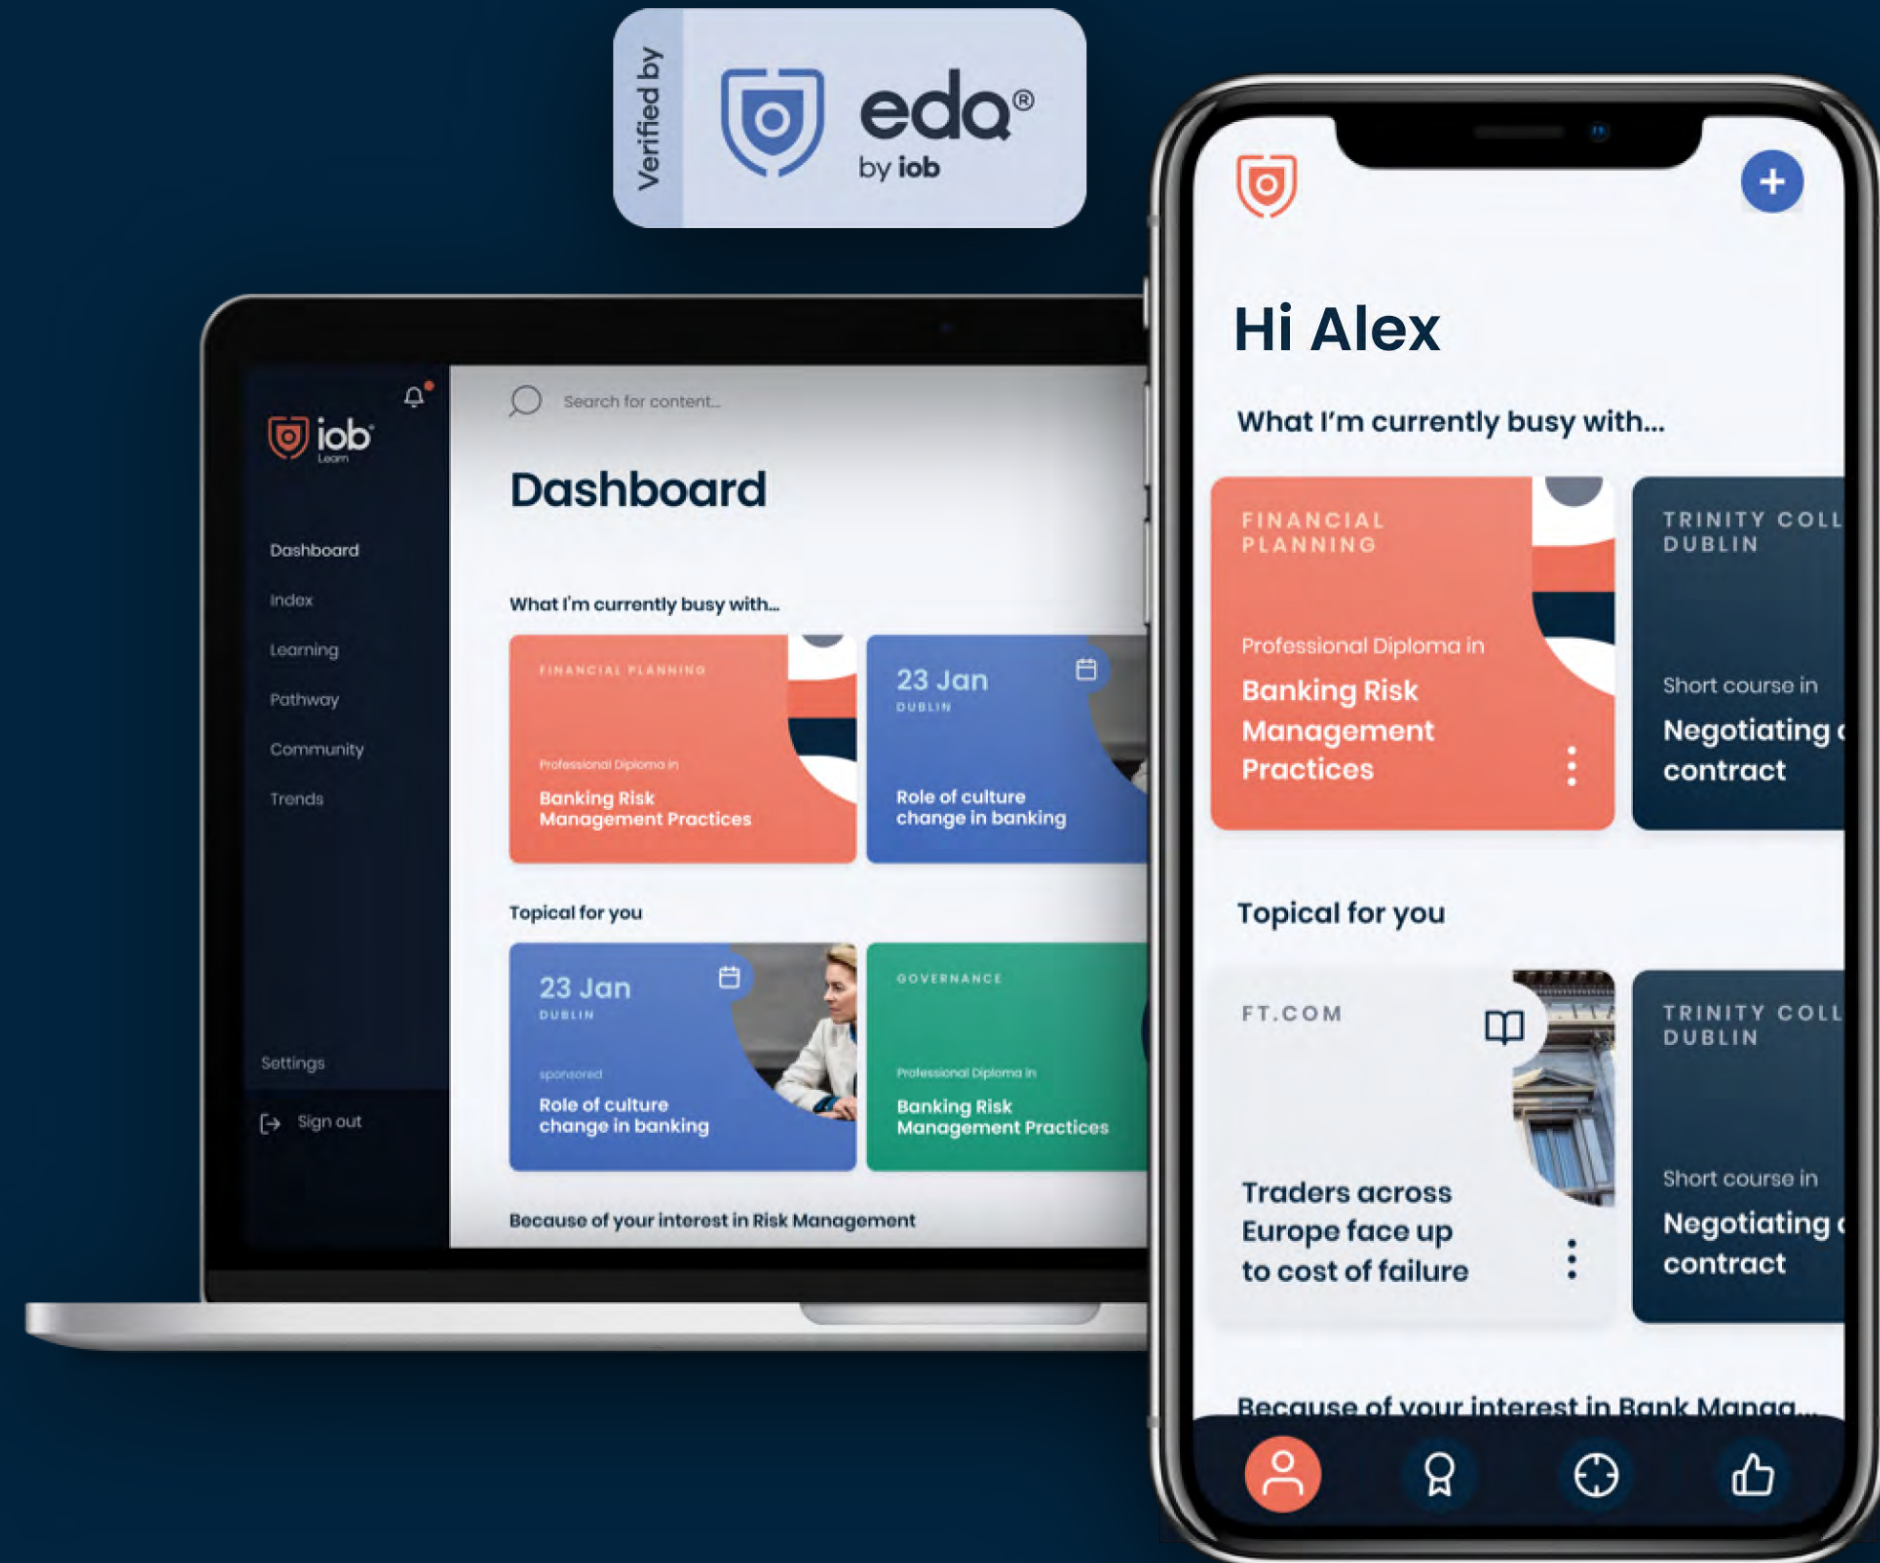 Verified by
edq®
by iob
iob
Learn
Dashboard
Index
Learning
Pathway
Community
Trends
Settings
Sign out
Search for content...
Dashboard
What I'm currently busy with...
FINANCIAL PLANNING
Professional Diploma in
Banking Risk
Management Practices
23 Jan
DUBLIN
Role of culture
change in banking
Topical for you
23 Jan
DUBLIN
sponsored
Role of culture
change in banking
GOVERNANCE
Professional Diploma in
Banking Risk
Management Practices
Because of your interest in Risk Management
Hi Alex
What I'm currently busy with...
FINANCIAL
PLANNING
Professional Diploma in
Banking Risk
Management
Practices
TRINITY COLL
DUBLIN
Short course in
Negotiating
contract
Topical for you
FT.COM
Traders across
Europe face up
to cost of failure
TRINITY COLL
DUBLIN
Short course in
Negotiating
contract
Because of your interest in Bank Manag...